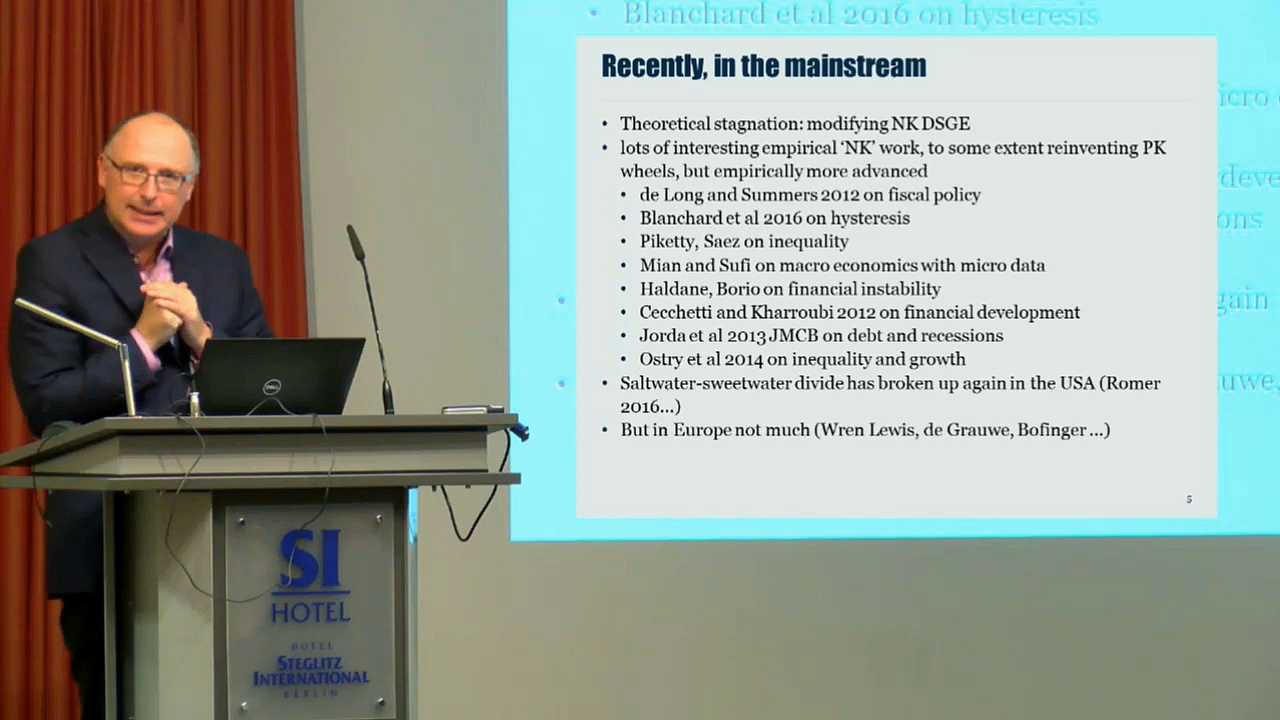 Blanchard et al 2016 on hysteresis
Recently, in the mainstream
• Theoretical stagnation: modifying NK DSGE
• lots of interesting empirical ‘NK’ work, to some extent reinventing PK
wheels, but empirically more advanced
• de Long and Summers 2012 on fiscal policy
• Blanchard et al 2016 on hysteresis
• Piketty, Saez on inequality
• Mian and Sufi on macro economics with micro data
• Haldane, Borio on financial instability
• Cecchetti and Kharroubi 2012 on financial development
• Jorda et al 2013 JMCB on debt and recessions
• Ostry et al 2014 on inequality and growth
• Saltwater-sweetwater divide has broken up again in the USA (Romer
2016…)
• But in Europe not much (Wren Lewis, de Grauwe, Bofinger …)
5
gain
DELL
SI
HOTEL
HOTEL
STEGLITZ
INTERNATIONAL
BERLIN